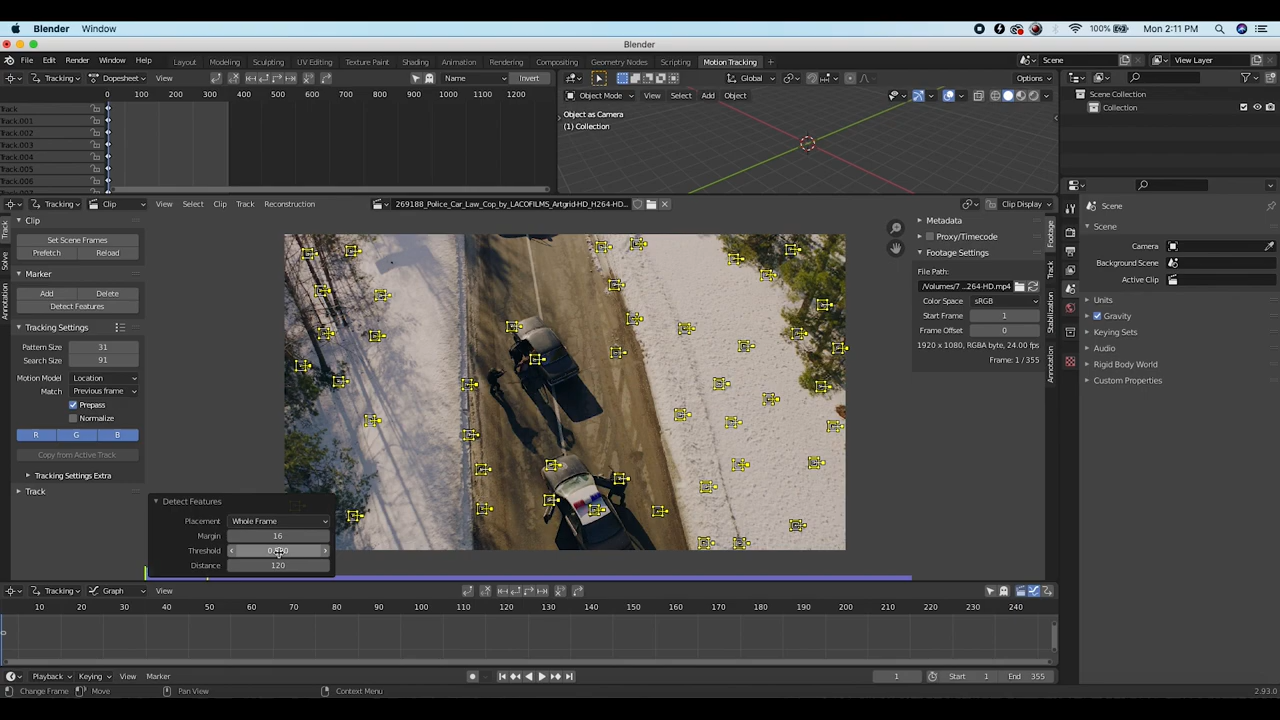 Blender Window 100% Mon 2:11 PM
Blender
File Edit Render Window Help Layout Modeling Sculpting UV Editing Texture Paint Shading Animation Rendering Compositing Geometry Nodes Scripting Motion Tracking + Scene View Layer
Tracking Dopesheet View Name Invert Global Options
0 100 200 300 400 500 600 700 800 900 1000 1100 1200
Object Mode View Select Add Object
Object as Camera
(1) Collection
Scene Collection
Collection
Track
Track.001
Track.002
Track.003
Track.004
Track.005
Track.006
Tracking Clip View Select Clip Track Reconstruction 269188_Police_Car_Law_Cop_by_LACOFILMS_Artgrid-HD_H264-HD... Clip Display
Track
Solve
Annotation
Clip
Set Scene Frames
Prefetch Reload
Marker
Add Delete
Detect Features
Tracking Settings
Pattern Size 31
Search Size 91
Motion Model Location
Match Previous frame
Prepass
Normalize
R G B
Copy from Active Track
Tracking Settings Extra
Track
Detect Features
Placement Whole Frame
Margin 16
Threshold
Distance 120
Metadata
Proxy/Timecode
Footage Settings
File Path:
/Volumes/7 ...264-HD.mp4
Color Space sRGB
Start Frame 1
Frame Offset 0
1920 x 1080, RGBA byte, 24.00 fps
Frame: 1 / 355
Footage
Track
Stabilization
Annotation
Scene
Scene
Camera
Background Scene
Active Clip
Units
Gravity
Keying Sets
Audio
Rigid Body World
Custom Properties
Tracking Graph View
10 20 30 40 50 60 70 80 90 100 110 120 130 140 150 160 170 180 190 200 210 220 230 240
Playback Keying View Marker 1 Start 1 End 355
Change Frame Move Pan View Context Menu 2.93.0